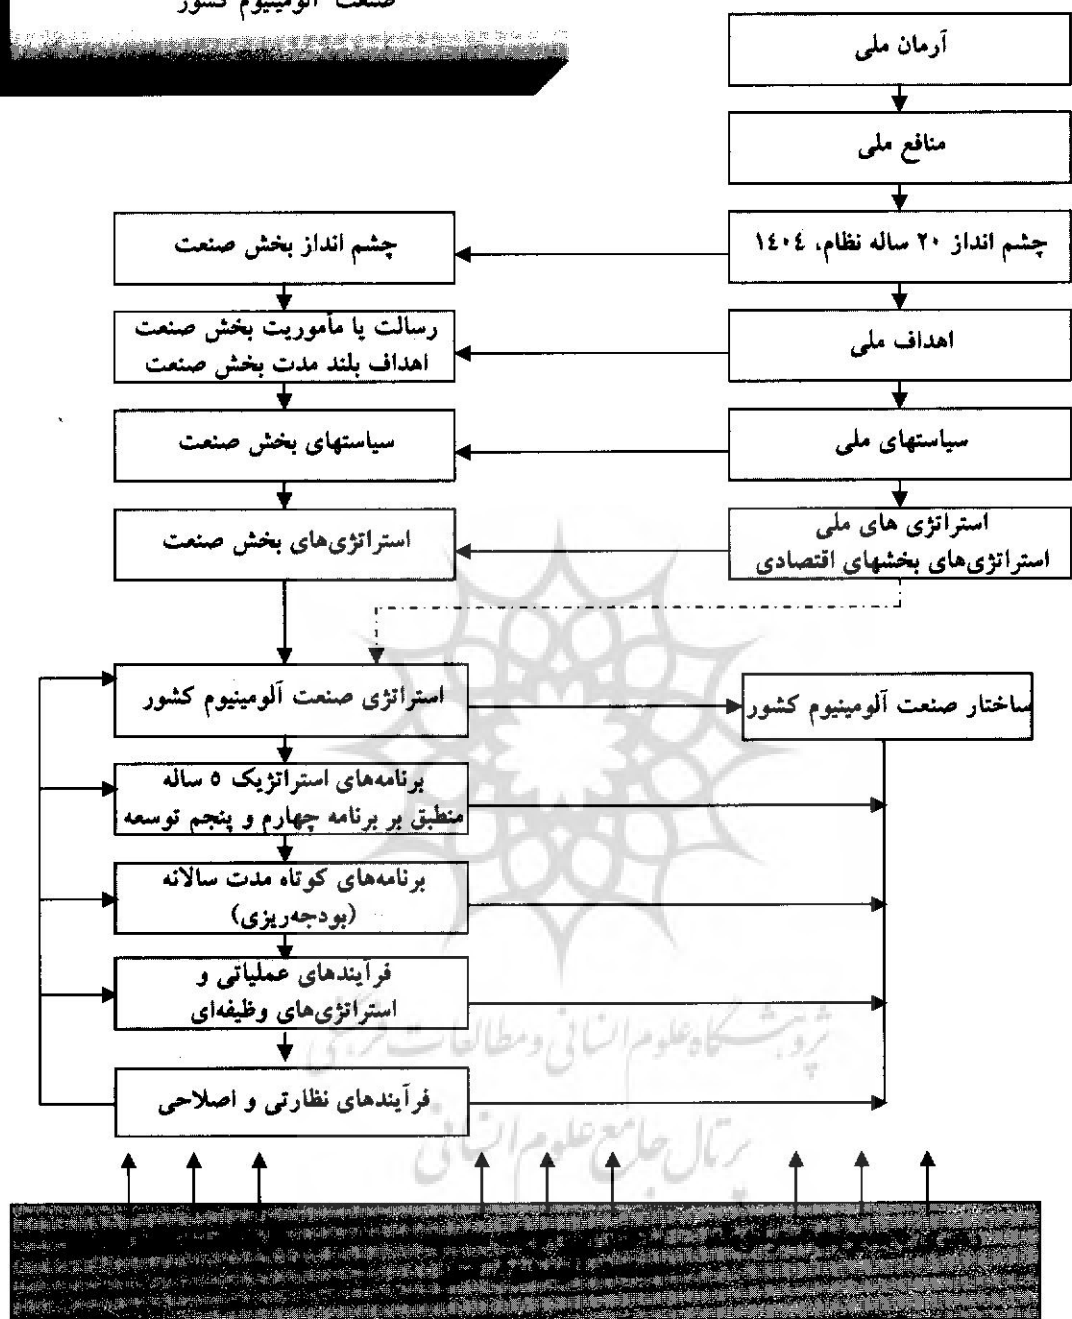 صنعت آلومینیوم کشور
آرمان ملی
منافع ملی
چشم انداز ۲۰ ساله نظام، ۱٤۰٤
چشم انداز بخش صنعت
اهداف ملی
رسالت یا مأموریت بخش صنعت
اهداف بلند مدت بخش صنعت
سیاستهای ملی
سیاستهای بخش صنعت
استراتژی های ملی
استراتژی‌های بخشهای اقتصادی
استراتژی‌های بخش صنعت
استراتژی صنعت آلومینیوم کشور
ساختار صنعت آلومینیوم کشور
برنامه‌های استراتژیک ٥ ساله
منطبق بر برنامه چهارم و پنجم توسعه
برنامه‌های کوتاه مدت سالانه
(بودجه‌ریزی)
فرآیندهای عملیاتی و
استراتژی‌های وظیفه‌ای
فرآیندهای نظارتی و اصلاحی
پژوهشگاه علوم انسانی و مطالعات فرهنگی
پرتال جامع علوم انسانی